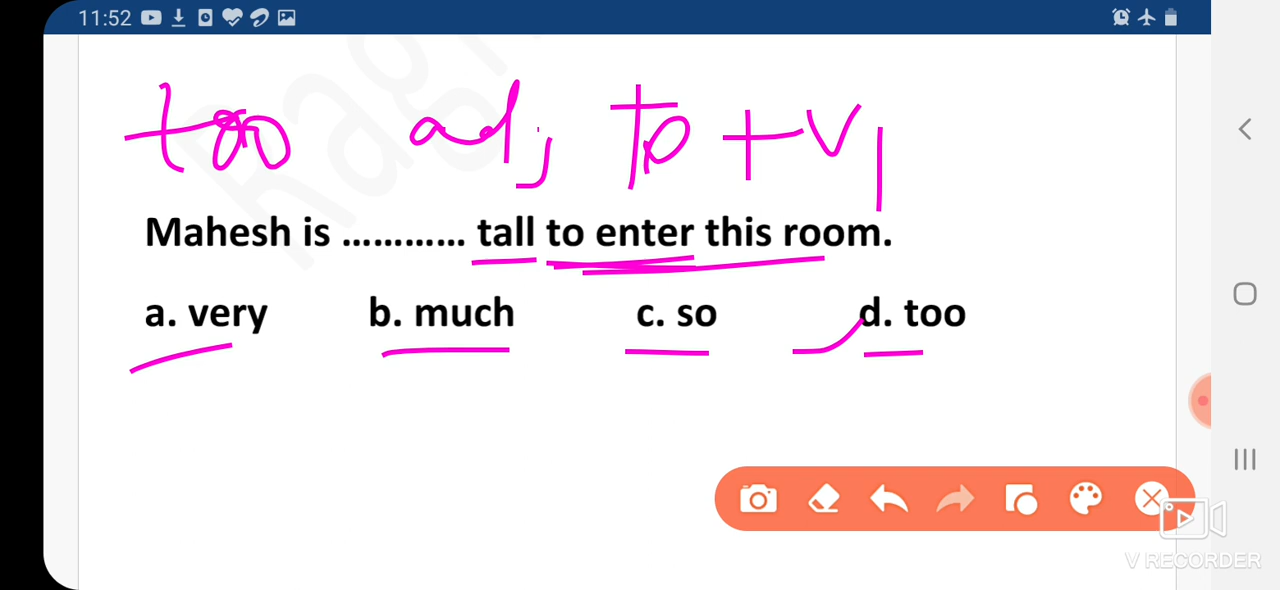 11:52
too adj to + V1
Mahesh is ............ tall to enter this room.
a. very b. much c. so d. too
V RECORDER